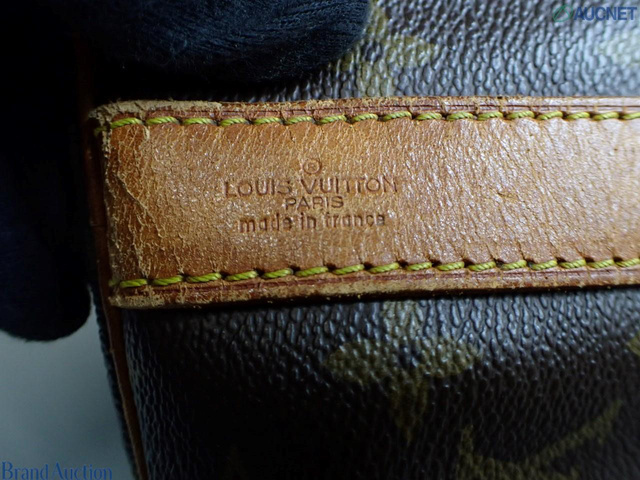 AUCNET
LOUIS VUITTON
PARIS
made in france
Brand Auction